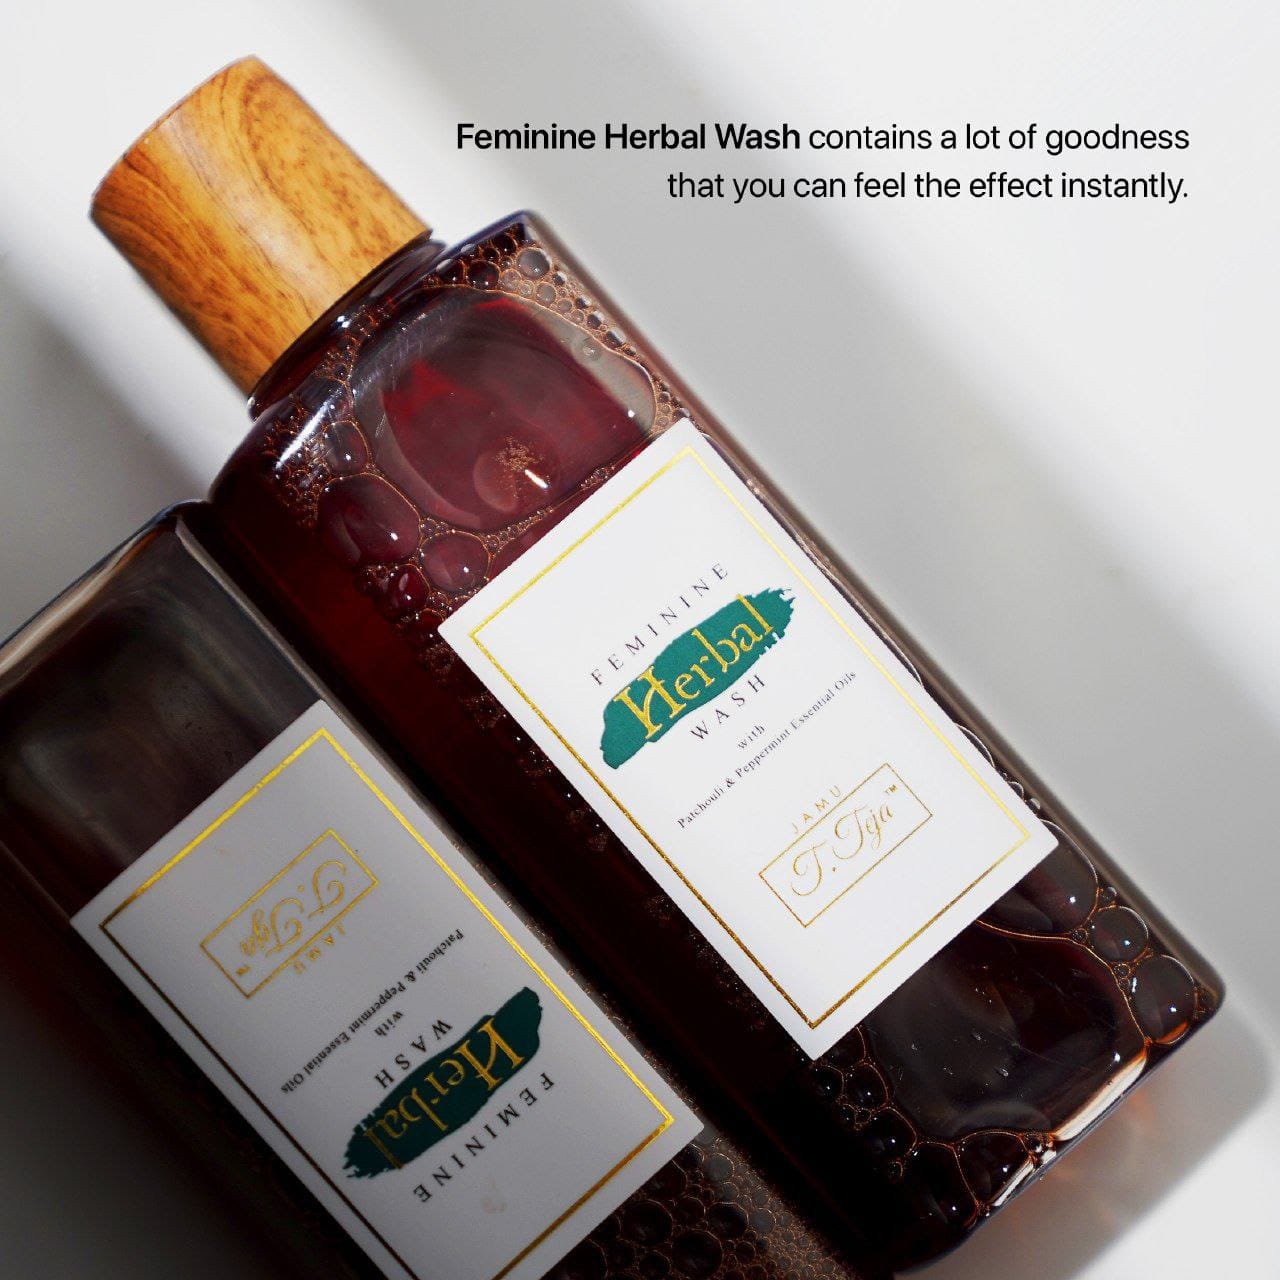 Feminine Herbal Wash contains a lot of goodness
that you can feel the effect instantly.
FEMININE
Herbal
WASH
with
Patchouli & Peppermint Essential Oils
JAMU
T. Teja™
FEMININE
Herbal
WASH
with
Patchouli & Peppermint Essential Oils
JAMU
T. Teja™